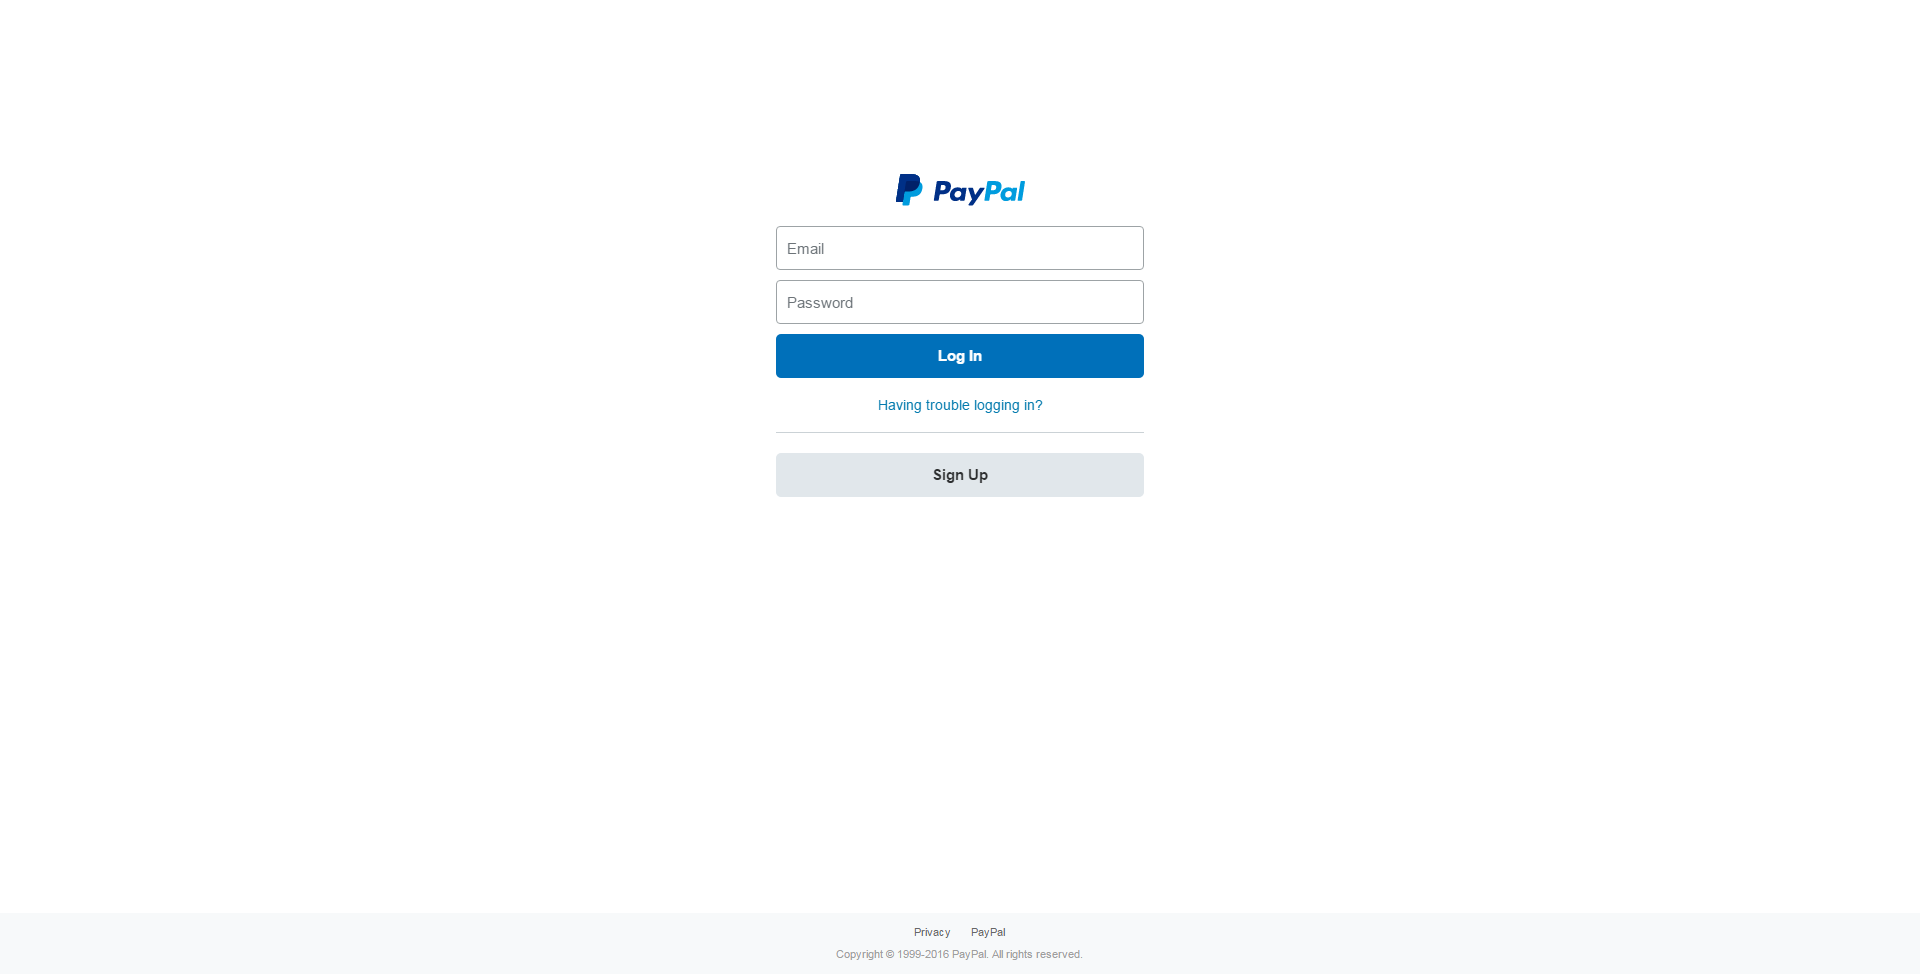 PayPal
Email
Password
Log In
Having trouble logging in?
Sign Up
Privacy PayPal
Copyright © 1999-2016 PayPal. All rights reserved.